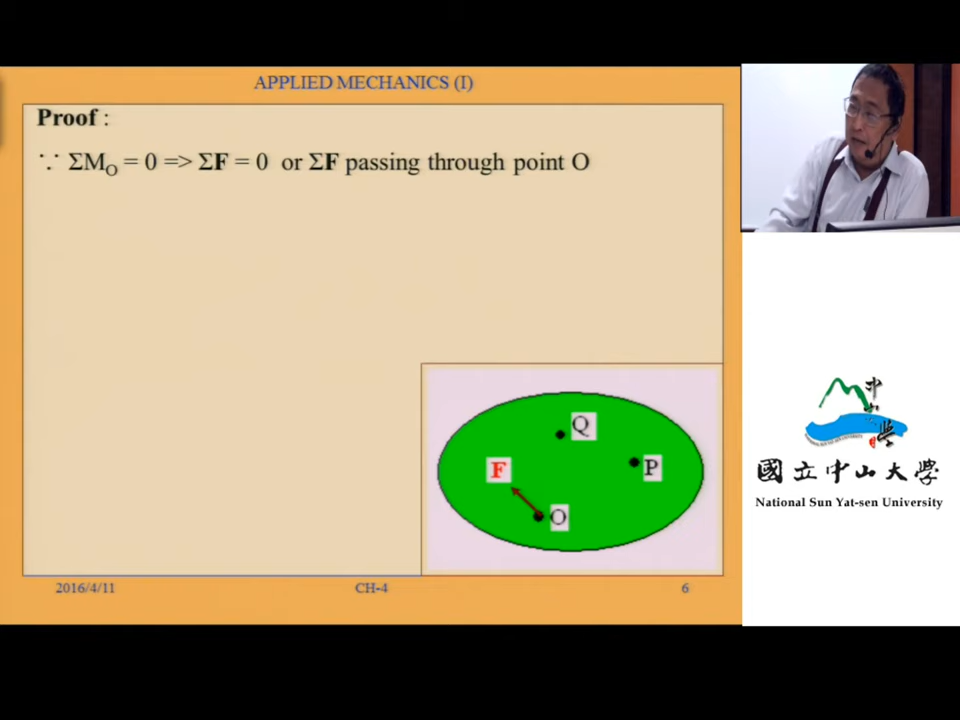 APPLIED MECHANICS (I)
Proof :
∵ ΣM_O = 0 => ΣF = 0 or ΣF passing through point O
Q
F
P
O
2016/4/11
CH-4
6
國立中山大學
National Sun Yat-sen University